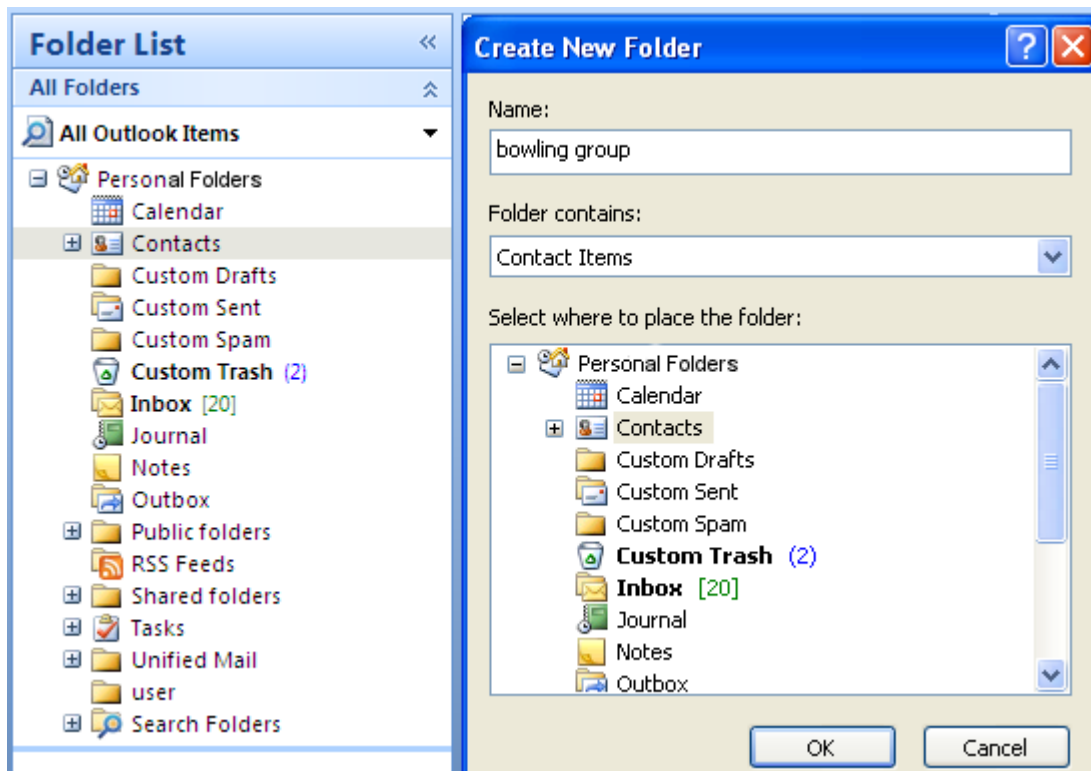 Folder List
All Folders
All Outlook Items
Personal Folders
Calendar
Contacts
Custom Drafts
Custom Sent
Custom Spam
Custom Trash (2)
Inbox [20]
Journal
Notes
Outbox
Public folders
RSS Feeds
Shared folders
Tasks
Unified Mail
user
Search Folders
Create New Folder
Name:
bowling group
Folder contains:
Contact Items
Select where to place the folder:
Personal Folders
Calendar
Contacts
Custom Drafts
Custom Sent
Custom Spam
Custom Trash (2)
Inbox [20]
Journal
Notes
Outbox
OK Cancel